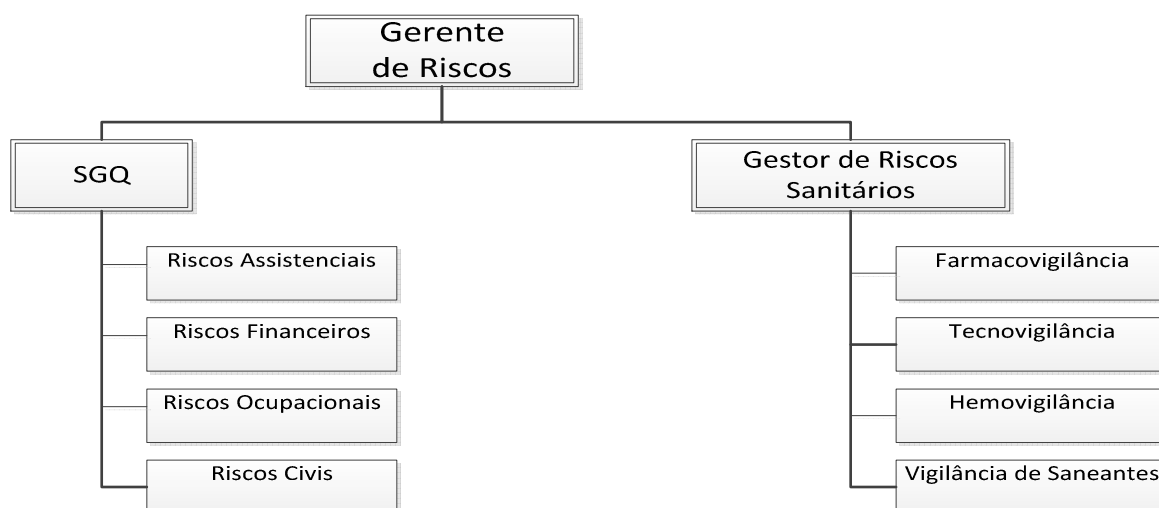 Gerente
de Riscos
SGQ
Gestor de Riscos
Sanitários
Riscos Assistenciais
Riscos Financeiros
Riscos Ocupacionais
Riscos Civis
Farmacovigilância
Tecnovigilância
Hemovigilância
Vigilância de Saneantes